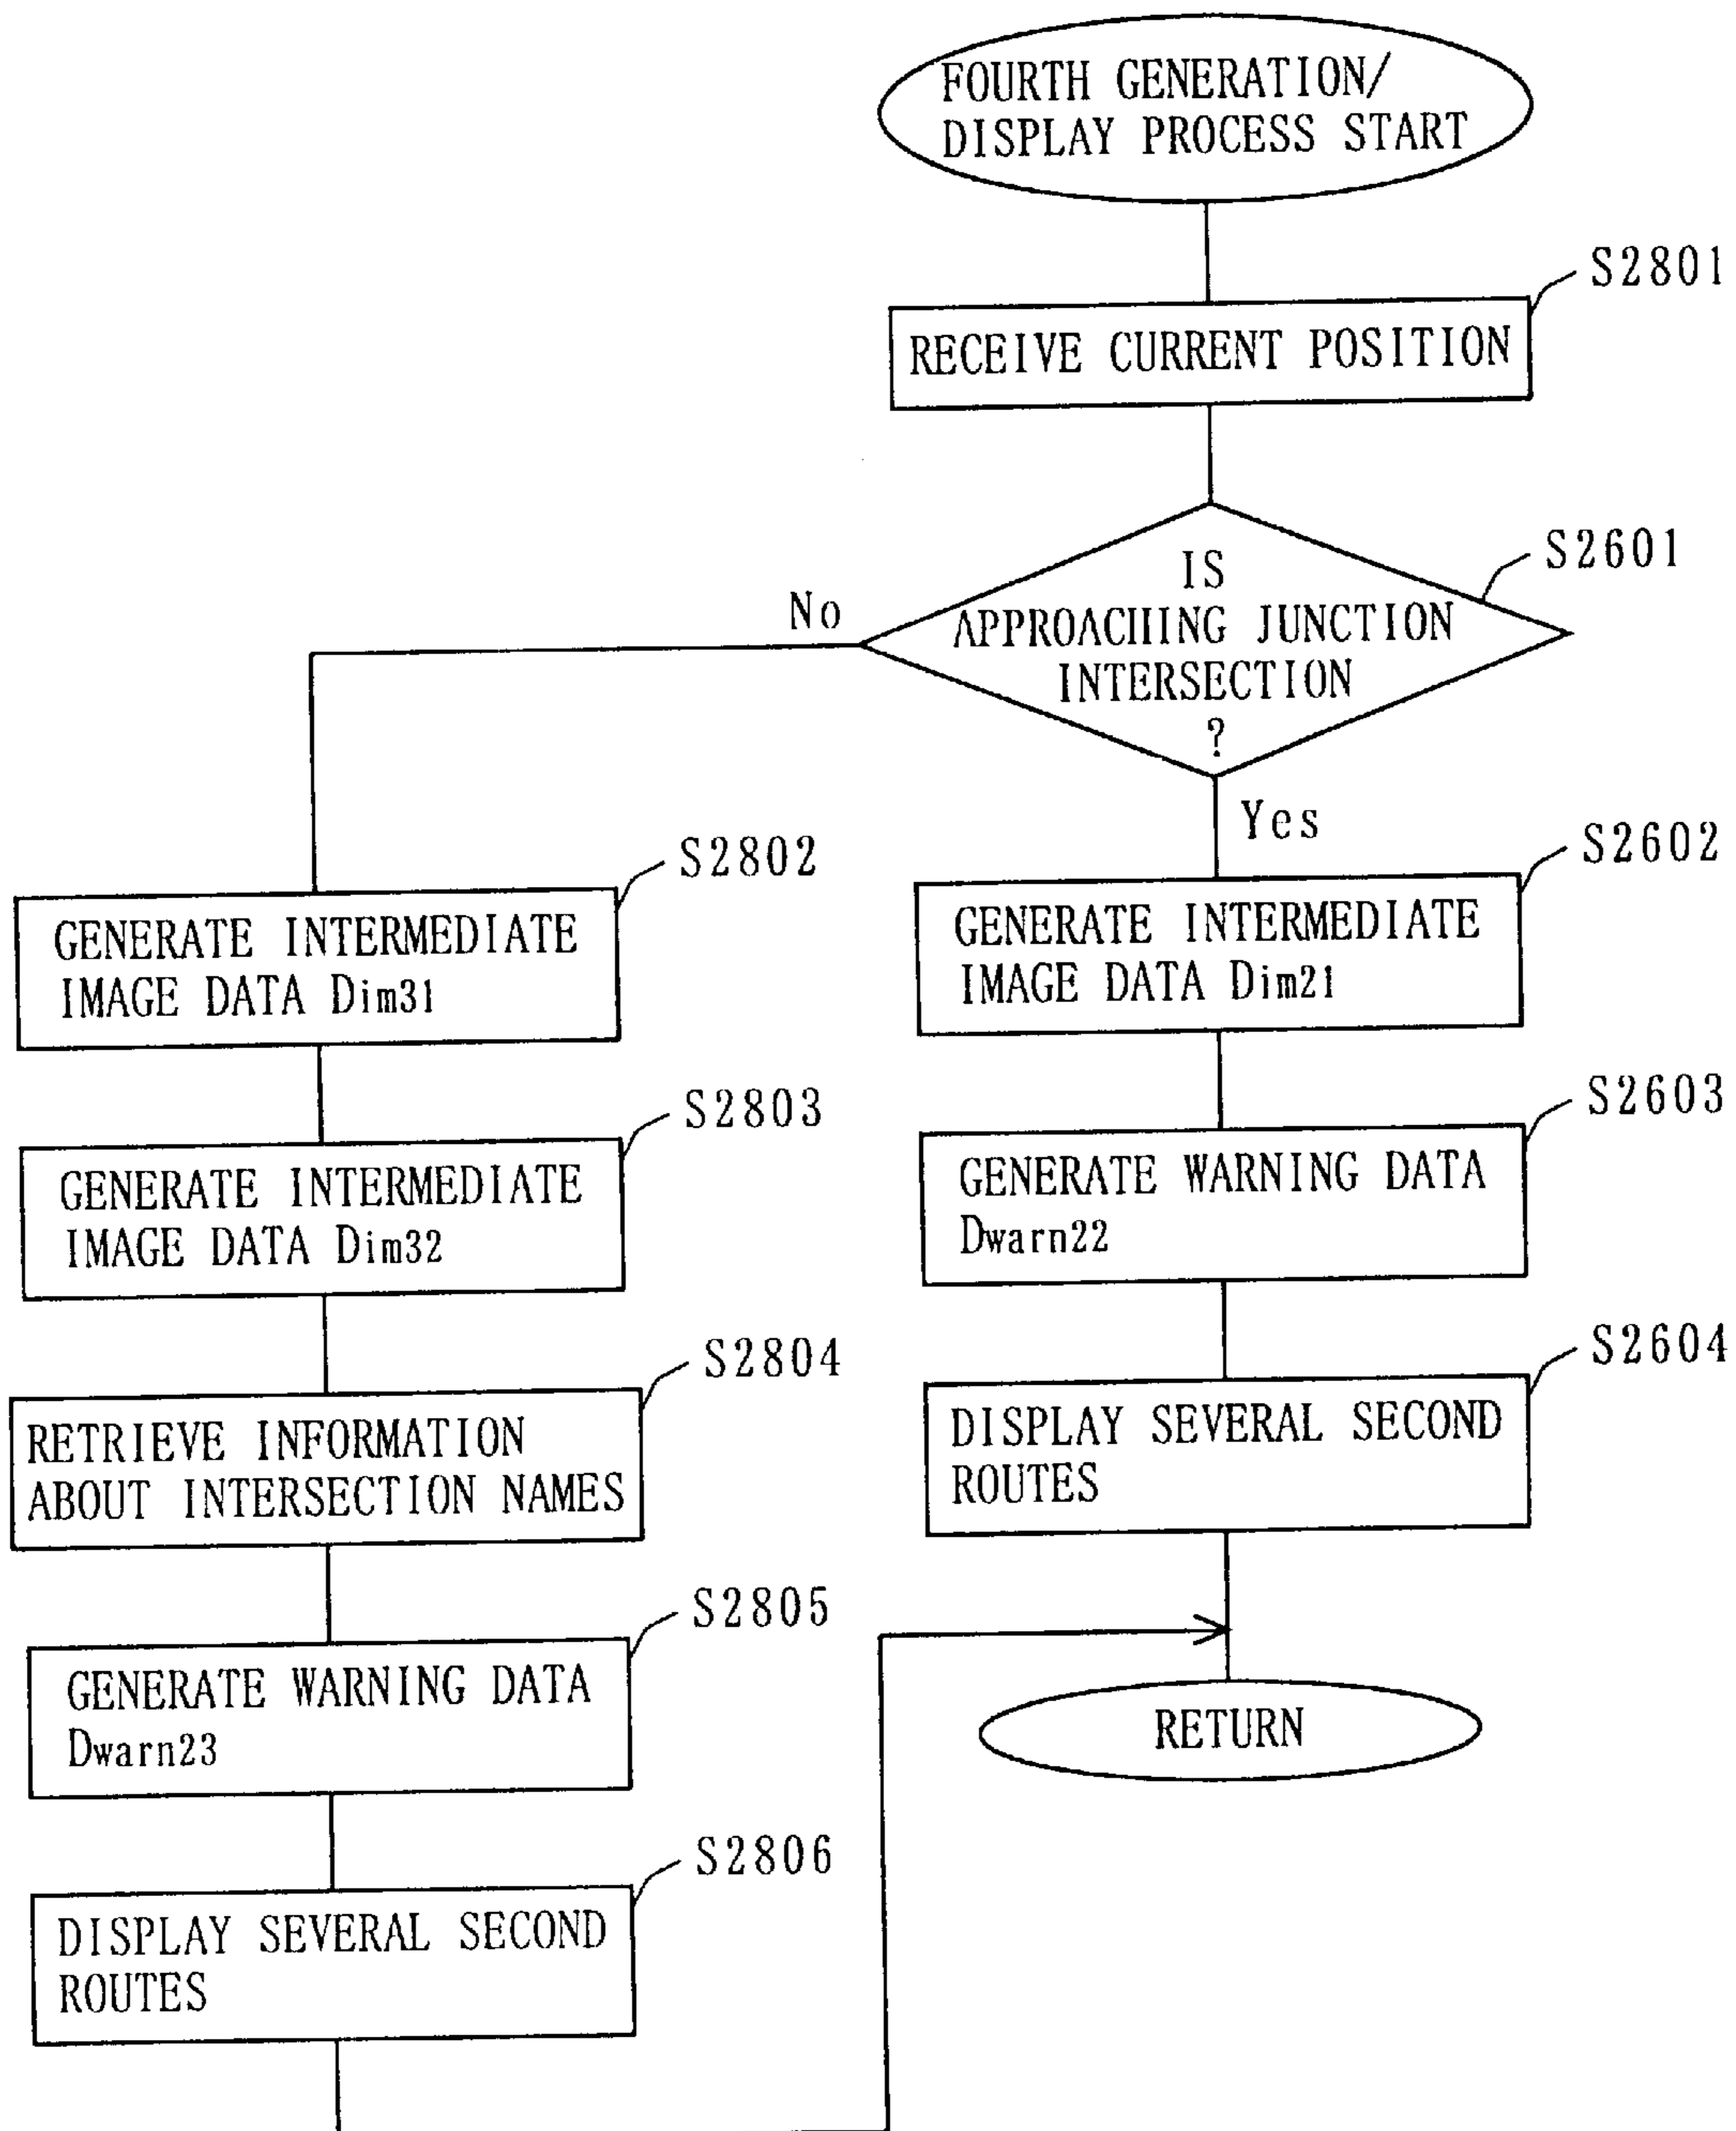 FOURTH GENERATION/
DISPLAY PROCESS START
S2801
RECEIVE CURRENT POSITION
S2601
IS
APPROACHING JUNCTION
INTERSECTION
?
No
Yes
S2802
GENERATE INTERMEDIATE
IMAGE DATA Dim31
S2803
GENERATE INTERMEDIATE
IMAGE DATA Dim32
S2804
RETRIEVE INFORMATION
ABOUT INTERSECTION NAMES
S2805
GENERATE WARNING DATA
Dwarn23
S2806
DISPLAY SEVERAL SECOND
ROUTES
S2602
GENERATE INTERMEDIATE
IMAGE DATA Dim21
S2603
GENERATE WARNING DATA
Dwarn22
S2604
DISPLAY SEVERAL SECOND
ROUTES
RETURN